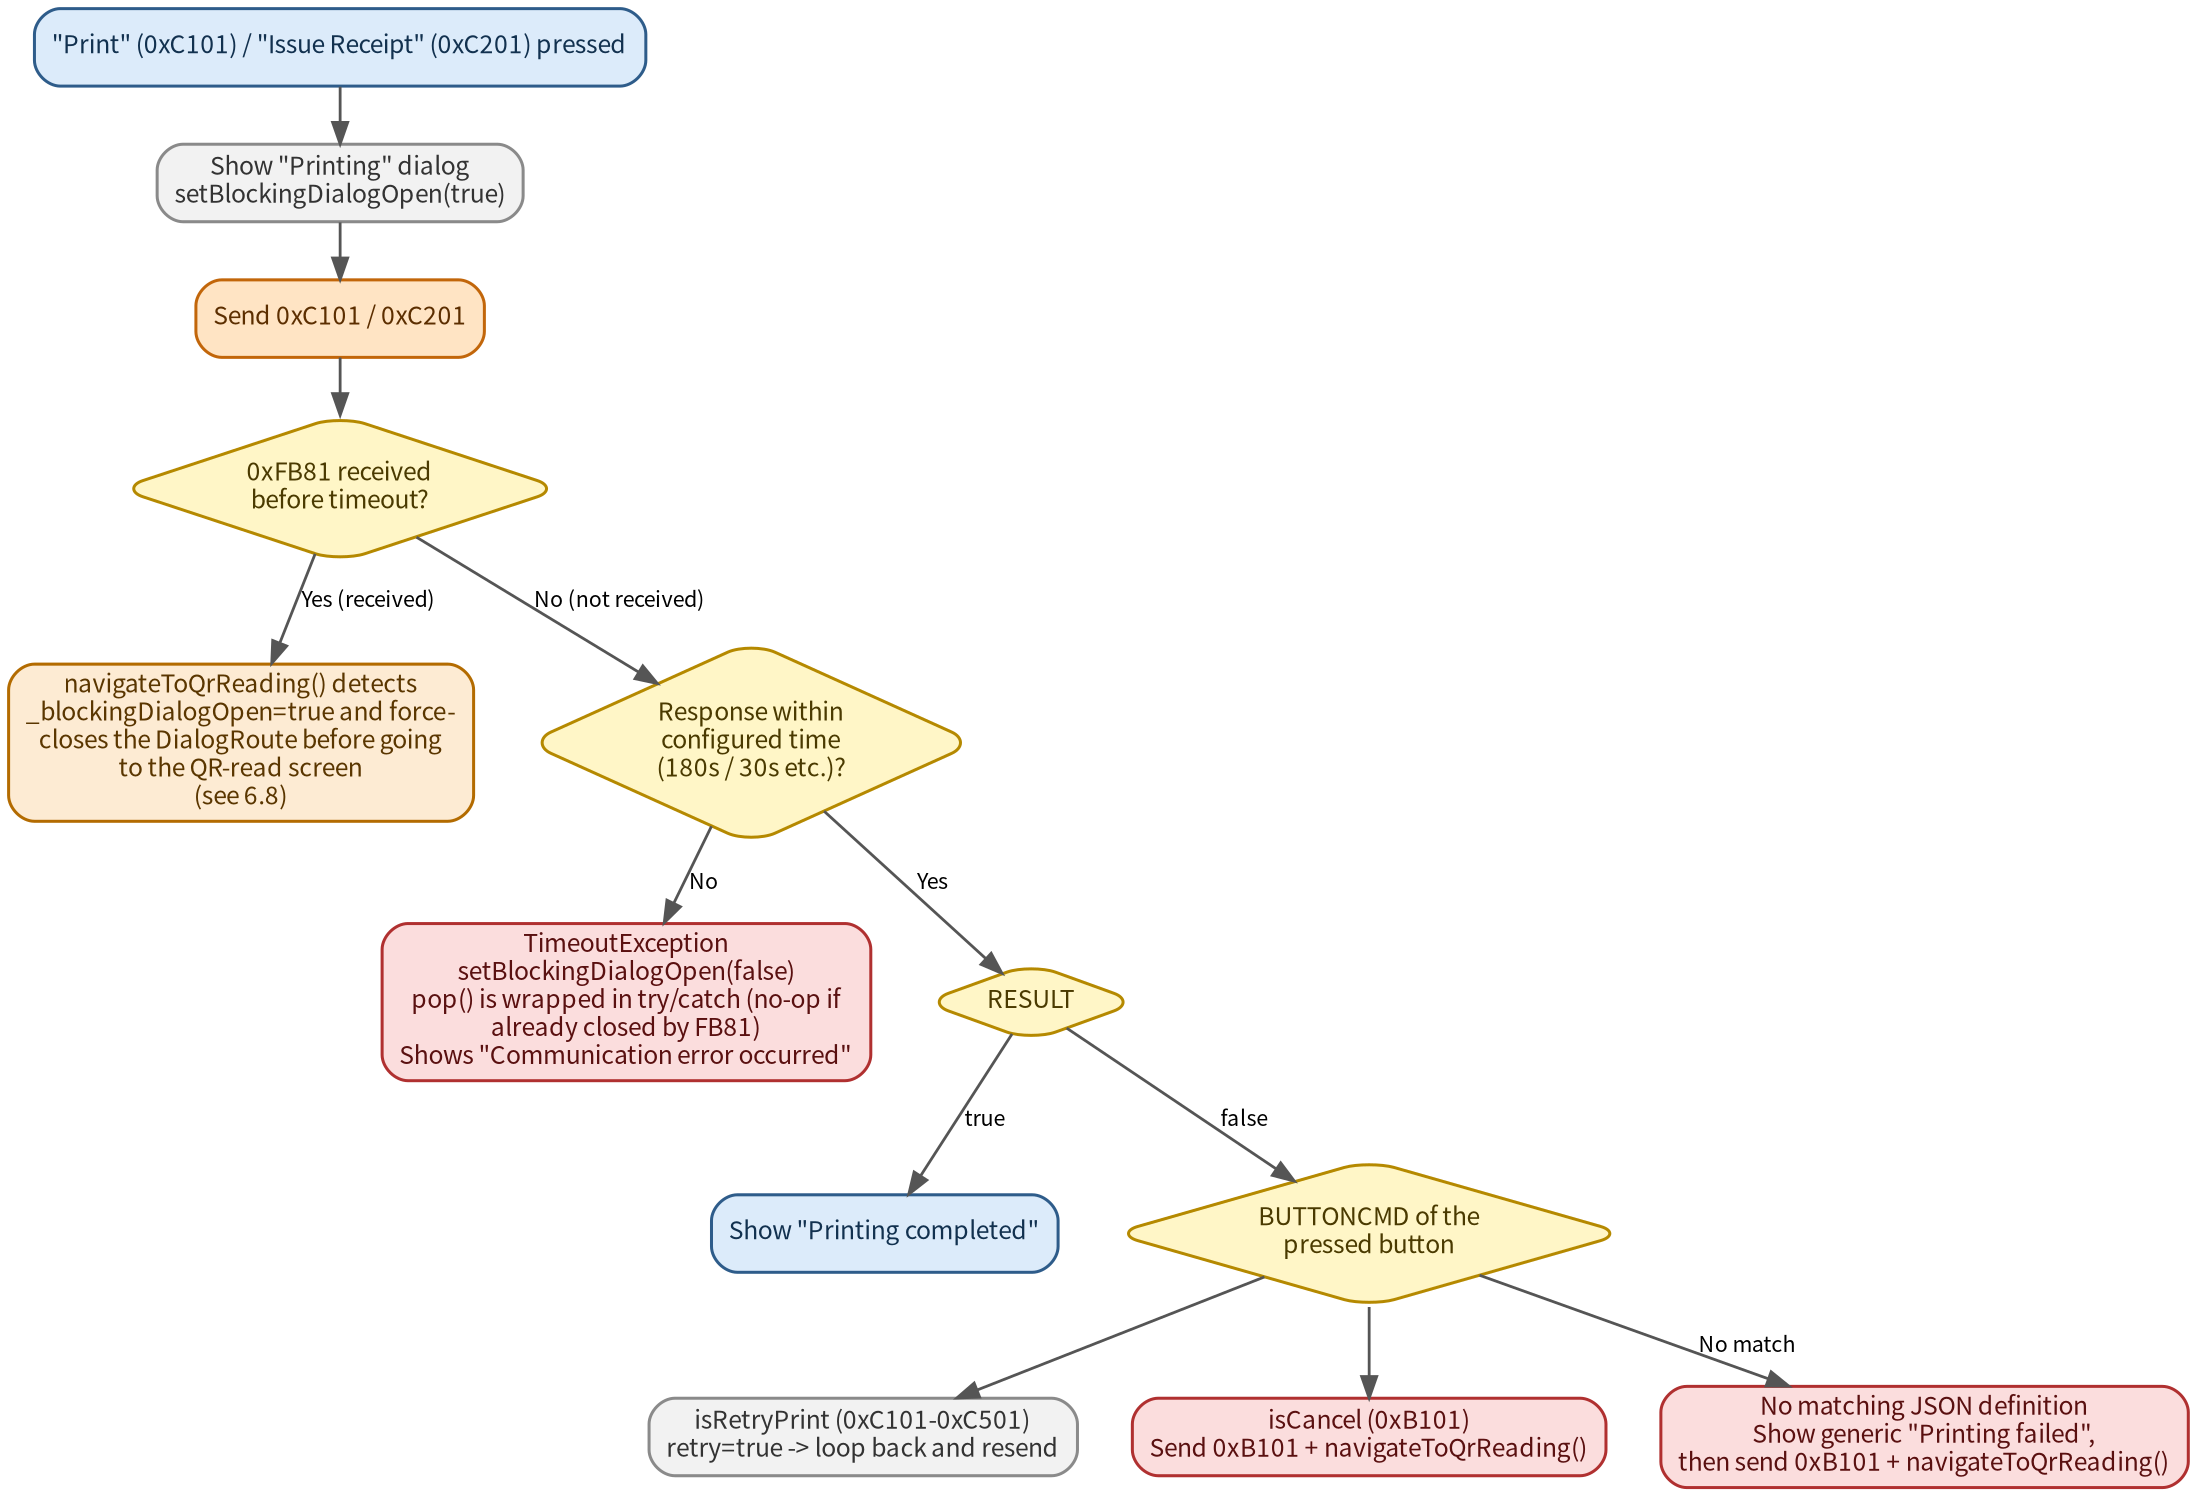 "Print" (0xC101) / "Issue Receipt" (0xC201) pressed
Show "Printing" dialog
setBlockingDialogOpen(true)
Send 0xC101 / 0xC201
0xFB81 received
before timeout?
Yes (received)
No (not received)
navigateToQrReading() detects
_blockingDialogOpen=true and force-
closes the DialogRoute before going
to the QR-read screen
(see 6.8)
Response within
configured time
(180s / 30s etc.)?
No
Yes
TimeoutException
setBlockingDialogOpen(false)
pop() is wrapped in try/catch (no-op if
already closed by FB81)
Shows "Communication error occurred"
RESULT
true
false
Show "Printing completed"
BUTTONCMD of the
pressed button
No match
isRetryPrint (0xC101-0xC501)
retry=true -> loop back and resend
isCancel (0xB101)
Send 0xB101 + navigateToQrReading()
No matching JSON definition
Show generic "Printing failed",
then send 0xB101 + navigateToQrReading()